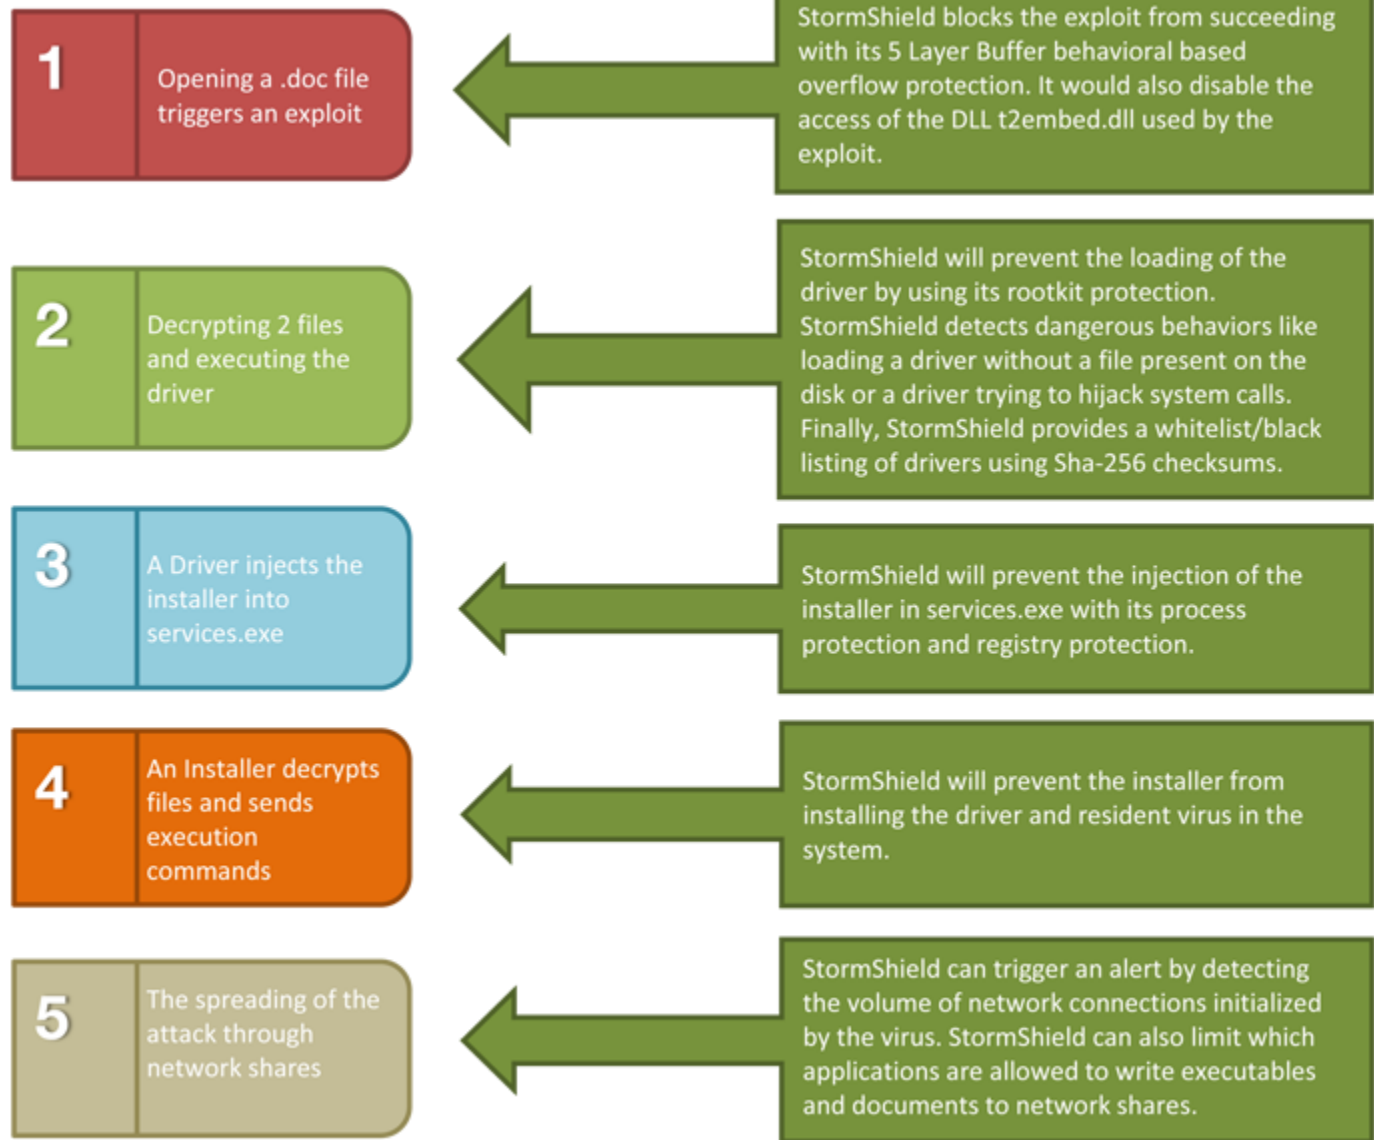 1
Opening a .doc file
triggers an exploit
StormShield blocks the exploit from succeeding
with its 5 Layer Buffer behavioral based
overflow protection. It would also disable the
access of the DLL t2embed.dll used by the
exploit.
2
Decrypting 2 files
and executing the
driver
StormShield will prevent the loading of the
driver by using its rootkit protection.
StormShield detects dangerous behaviors like
loading a driver without a file present on the
disk or a driver trying to hijack system calls.
Finally, StormShield provides a whitelist/black
listing of drivers using Sha-256 checksums.
3
A Driver injects the
installer into
services.exe
StormShield will prevent the injection of the
installer in services.exe with its process
protection and registry protection.
4
An Installer decrypts
files and sends
execution
commands
StormShield will prevent the installer from
installing the driver and resident virus in the
system.
5
The spreading of the
attack through
network shares
StormShield can trigger an alert by detecting
the volume of network connections initialized
by the virus. StormShield can also limit which
applications are allowed to write executables
and documents to network shares.